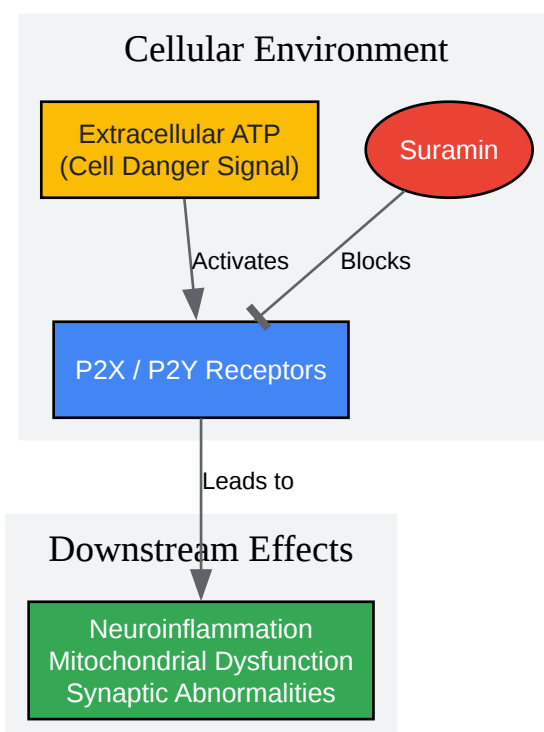 Cellular Environment
Extracellular ATP
(Cell Danger Signal)
Suramin
Activates
Blocks
P2X / P2Y Receptors
Leads to
Downstream Effects
Neuroinflammation
Mitochondrial Dysfunction
Synaptic Abnormalities